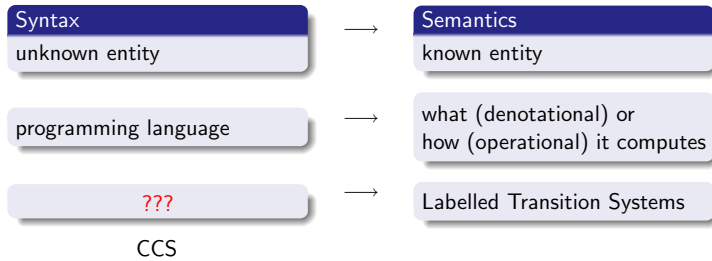 Syntax
unknown entity
→
Semantics
known entity
programming language
→
what (denotational) or
how (operational) it computes
???
→
Labelled Transition Systems
CCS